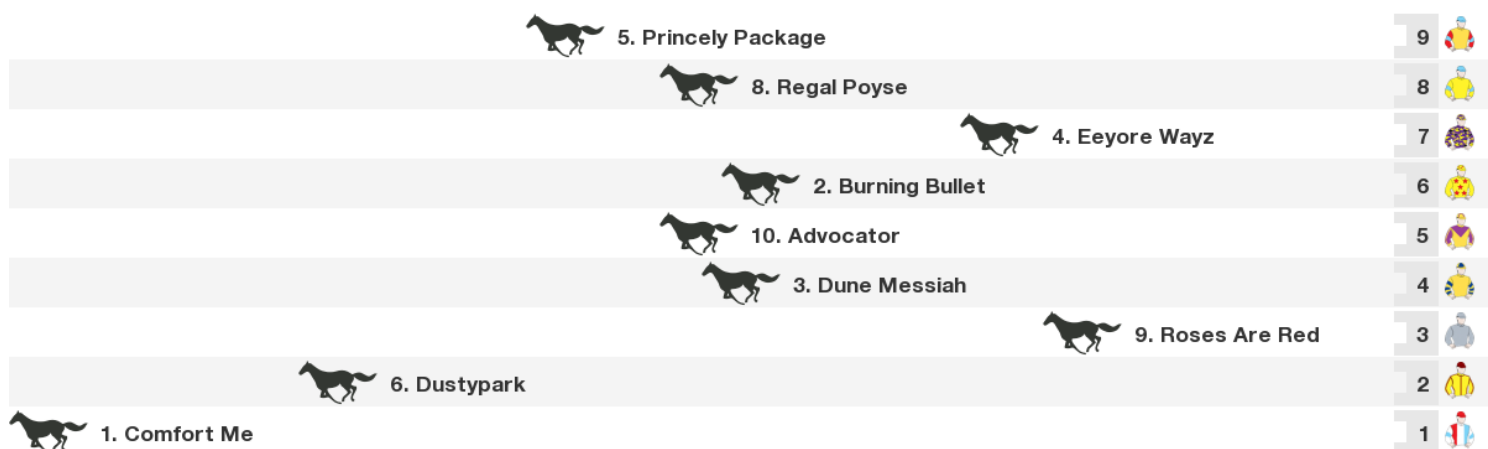 5. Princely Package 9
8. Regal Poyse 8
4. Eeyore Wayz 7
2. Burning Bullet 6
10. Advocator 5
3. Dune Messiah 4
9. Roses Are Red 3
6. Dustypark 2
1. Comfort Me 1